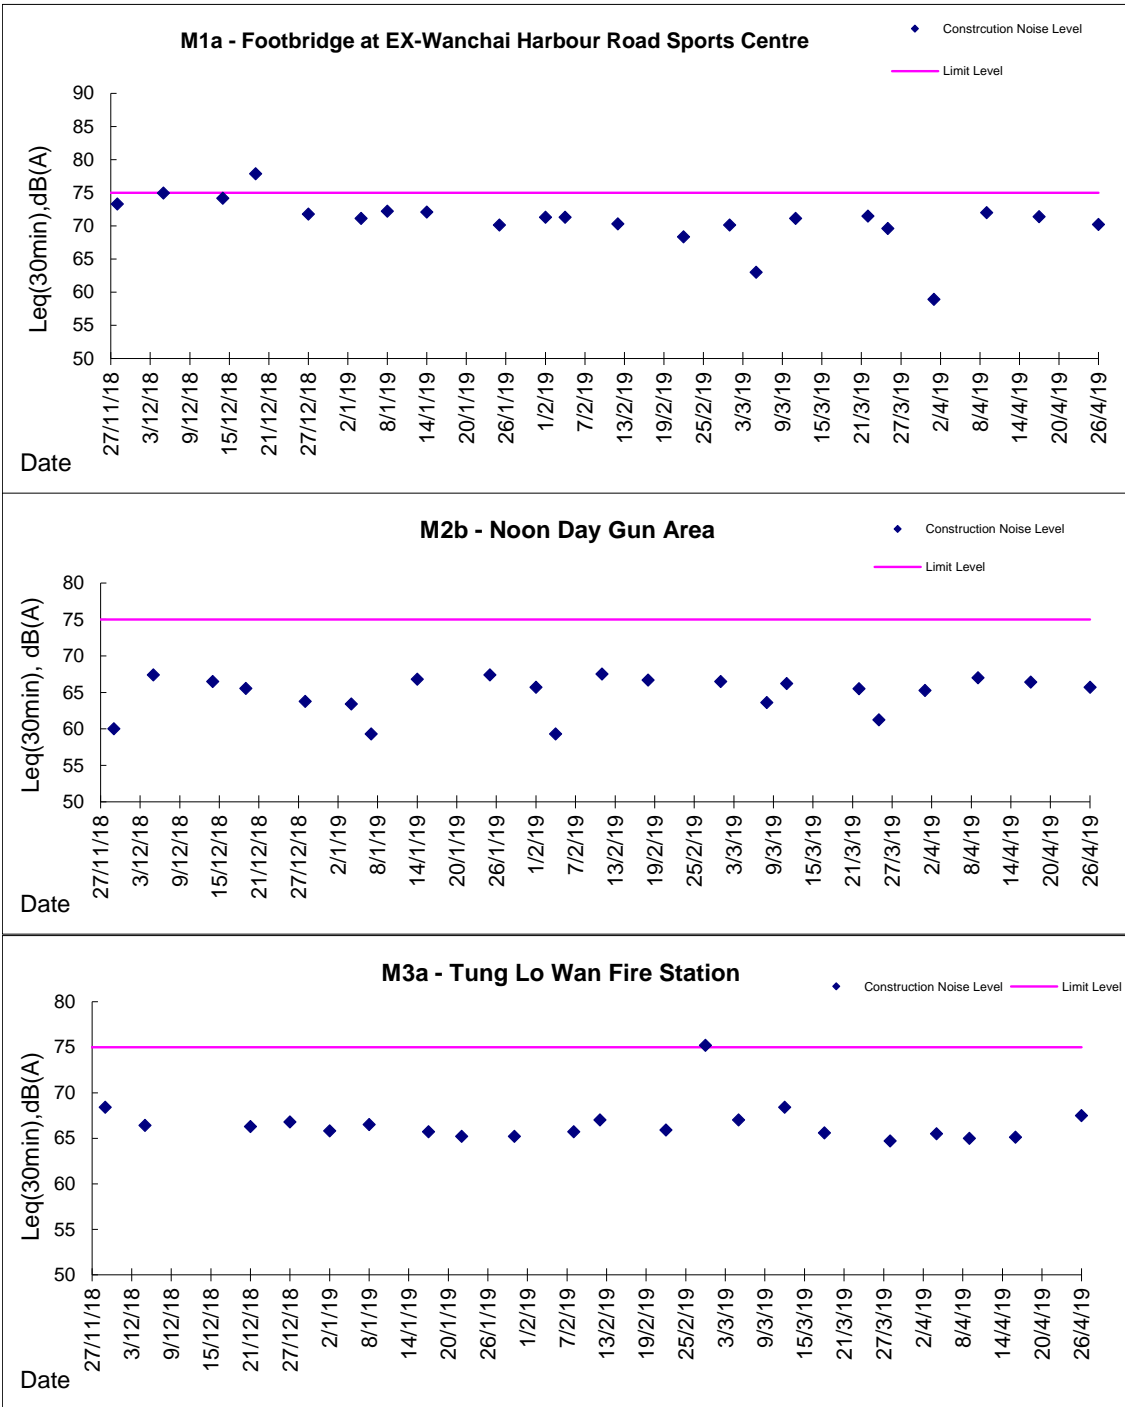 M1a - Footbridge at EX-Wanchai Harbour Road Sports Centre
Constrcution Noise Level
Limit Level
Leq(30min),dB(A)
90
85
80
75
70
65
60
55
50
27/11/18 3/12/18 9/12/18 15/12/18 21/12/18 27/12/18 2/1/19 8/1/19 14/1/19 20/1/19 26/1/19 1/2/19 7/2/19 13/2/19 19/2/19 25/2/19 3/3/19 9/3/19 15/3/19 21/3/19 27/3/19 2/4/19 8/4/19 14/4/19 20/4/19 26/4/19
Date
M2b - Noon Day Gun Area
Construction Noise Level
Limit Level
Leq(30min), dB(A)
80
75
70
65
60
55
50
27/11/18 3/12/18 9/12/18 15/12/18 21/12/18 27/12/18 2/1/19 8/1/19 14/1/19 20/1/19 26/1/19 1/2/19 7/2/19 13/2/19 19/2/19 25/2/19 3/3/19 9/3/19 15/3/19 21/3/19 27/3/19 2/4/19 8/4/19 14/4/19 20/4/19 26/4/19
Date
M3a - Tung Lo Wan Fire Station
Construction Noise Level Limit Level
Leq(30min),dB(A)
80
75
70
65
60
55
50
27/11/18 3/12/18 9/12/18 15/12/18 21/12/18 27/12/18 2/1/19 8/1/19 14/1/19 20/1/19 26/1/19 1/2/19 7/2/19 13/2/19 19/2/19 25/2/19 3/3/19 9/3/19 15/3/19 21/3/19 27/3/19 2/4/19 8/4/19 14/4/19 20/4/19 26/4/19
Date